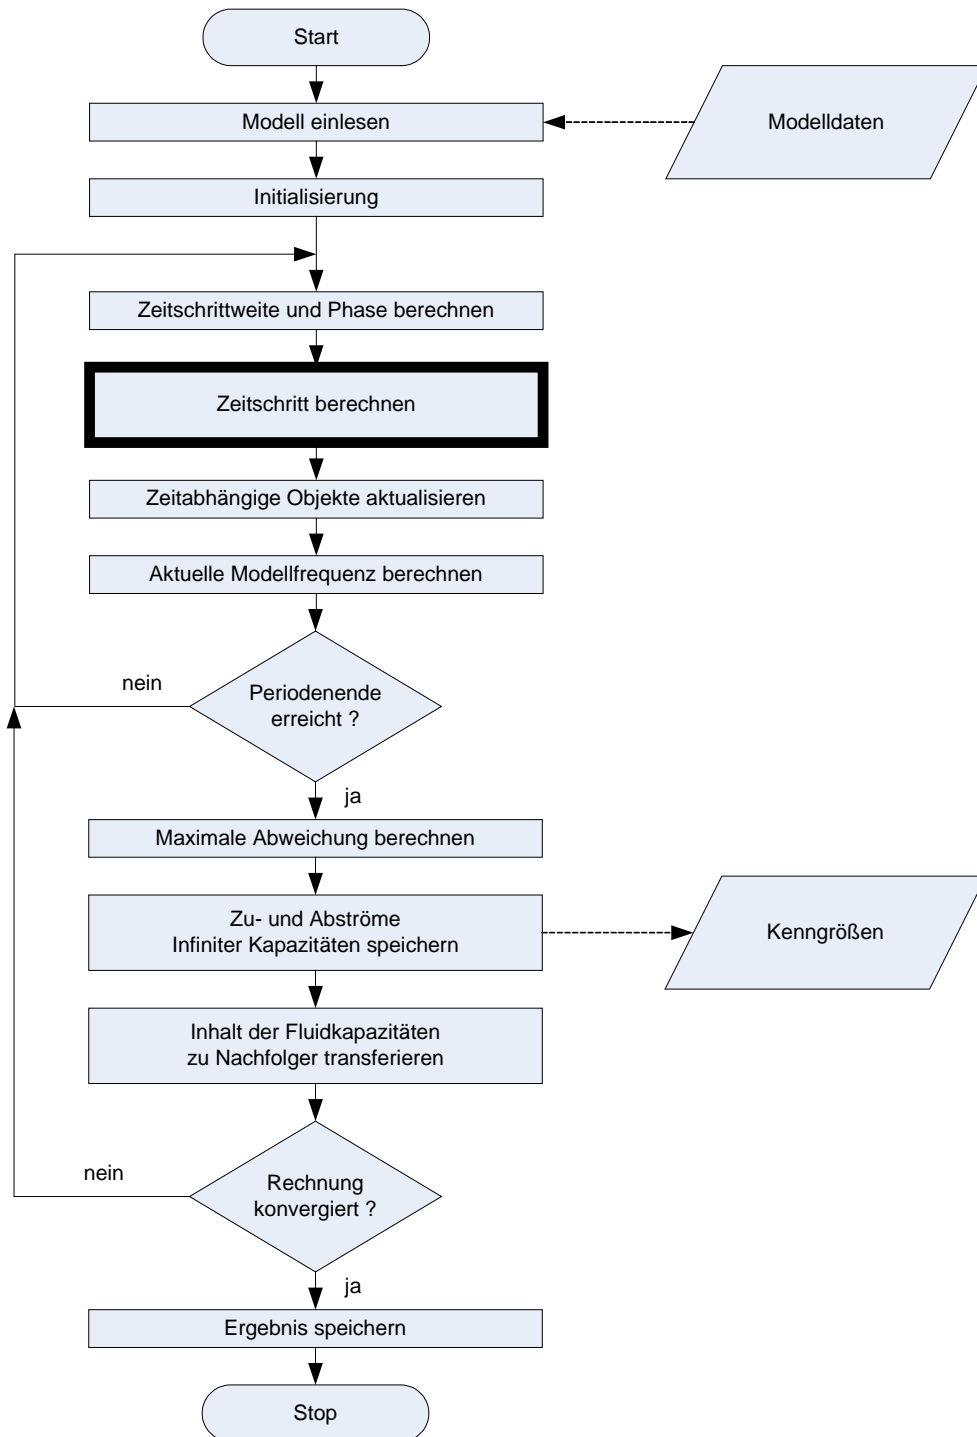 Start
Modell einlesen
Modelldaten
Initialisierung
Zeitschrittweite und Phase berechnen
Zeitschritt berechnen
Zeitabhängige Objekte aktualisieren
Aktuelle Modellfrequenz berechnen
nein
Periodenende
erreicht ?
ja
Maximale Abweichung berechnen
Zu- und Abströme
Infiniter Kapazitäten speichern
Kenngrößen
Inhalt der Fluidkapazitäten
zu Nachfolger transferieren
nein
Rechnung
konvergiert ?
ja
Ergebnis speichern
Stop